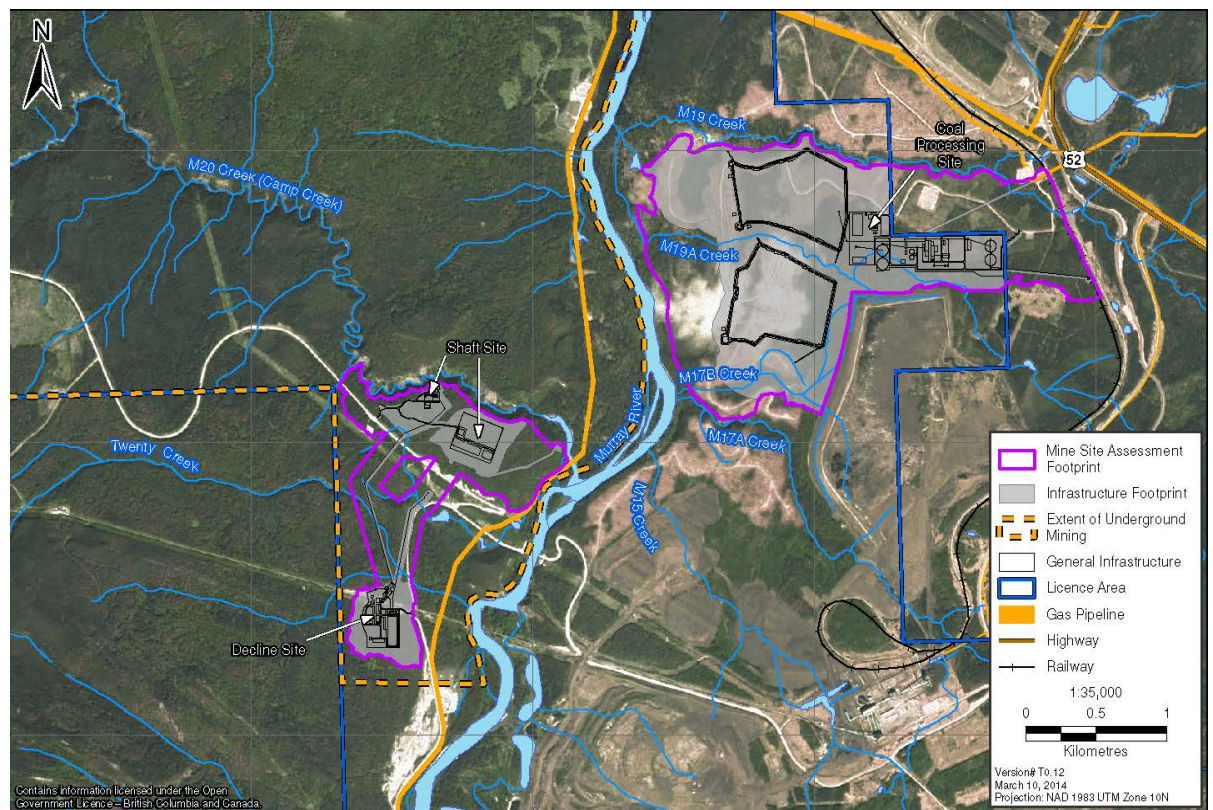 N
M20 Creek (Camp Creek)
M19 Creek
Coal
Processing
Site
52
M19A Creek
Shaft Site
M17B Creek
Murray River
M17A Creek
Twenty Creek
M15 Creek
Decline Site
Mine Site Assessment
Footprint
Infrastructure Footprint
Extent of Underground
Mining
General Infrastructure
Licence Area
Gas Pipeline
Highway
Railway
1:35,000
0 0.5 1
Kilometres
Version# T0.12
March 10, 2014
Projection: NAD 1983 UTM Zone 10N
Contains information licensed under the Open
Government Licence – British Columbia and Canada.